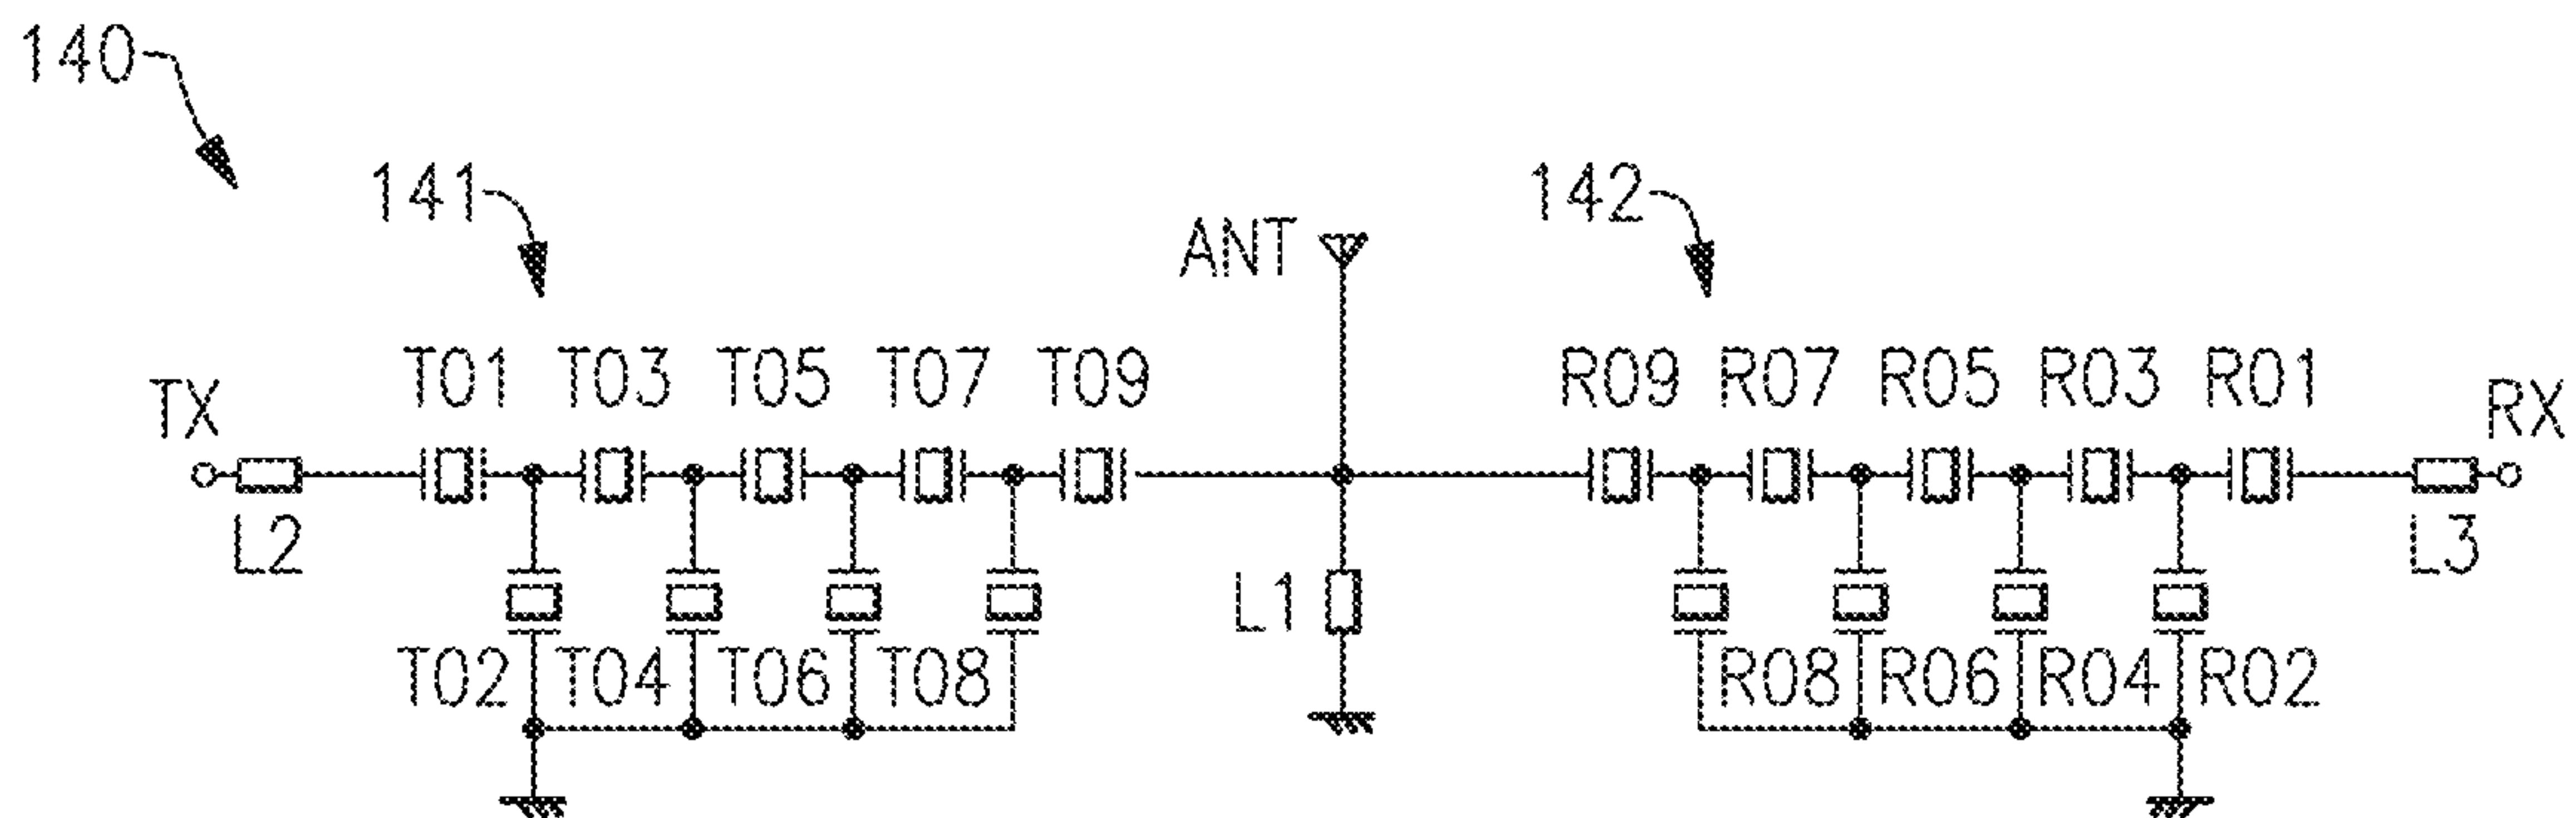 140
141
142
ANT
T01 T03 T05 T07 T09
R09 R07 R05 R03 R01
TX
RX
L2
L3
L1
T02 T04 T06 T08
R08 R06 R04 R02